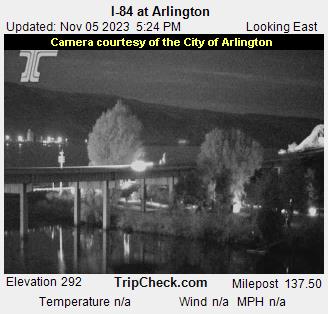 I-84 at Arlington
Updated: Nov 05 2023 5:24 PM Looking East
Camera courtesy of the City of Arlington
Elevation 292 TripCheck.com Milepost 137.50
Temperature n/a Wind n/a MPH n/a